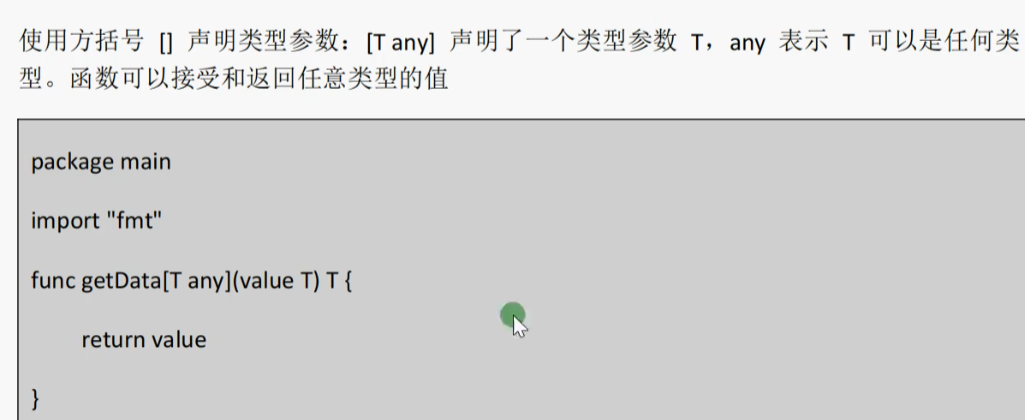 使用方括号 [] 声明类型参数：[T any] 声明了一个类型参数 T，any 表示 T 可以是任何类
型。函数可以接受和返回任意类型的值
package main
import "fmt"
func getData[T any](value T) T {
return value
}